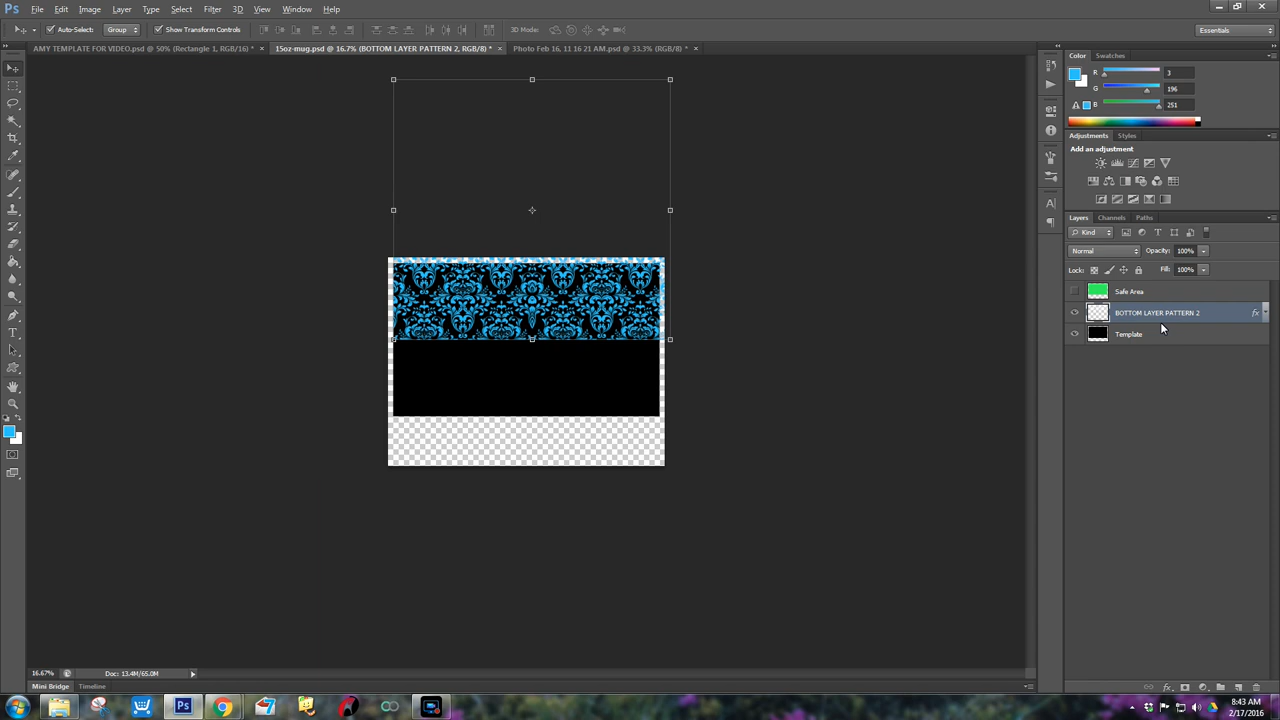 Ps File Edit Image Layer Type Select Filter 3D View Window Help
Auto-Select: Group Show Transform Controls 3D Mode: Essentials
AMY TEMPLATE FOR VIDEO.psd @ 50% (Rectangle 1, RGB/16) * × 15oz-mug.psd @ 16.7% (BOTTOM LAYER PATTERN 2, RGB/8) * × Photo Feb 16, 11 16 21 AM.psd @ 33.3% (RGB/8) * ×
Color Swatches
R 3
G 196
B 251
Adjustments Styles
Add an adjustment
Layers Channels Paths
Kind
Normal Opacity: 100%
Lock: Fill: 100%
Safe Area
BOTTOM LAYER PATTERN 2 fx
Template
16.67% Doc: 13.4M/65.0M
Mini Bridge Timeline
8:43 AM
2/17/2016